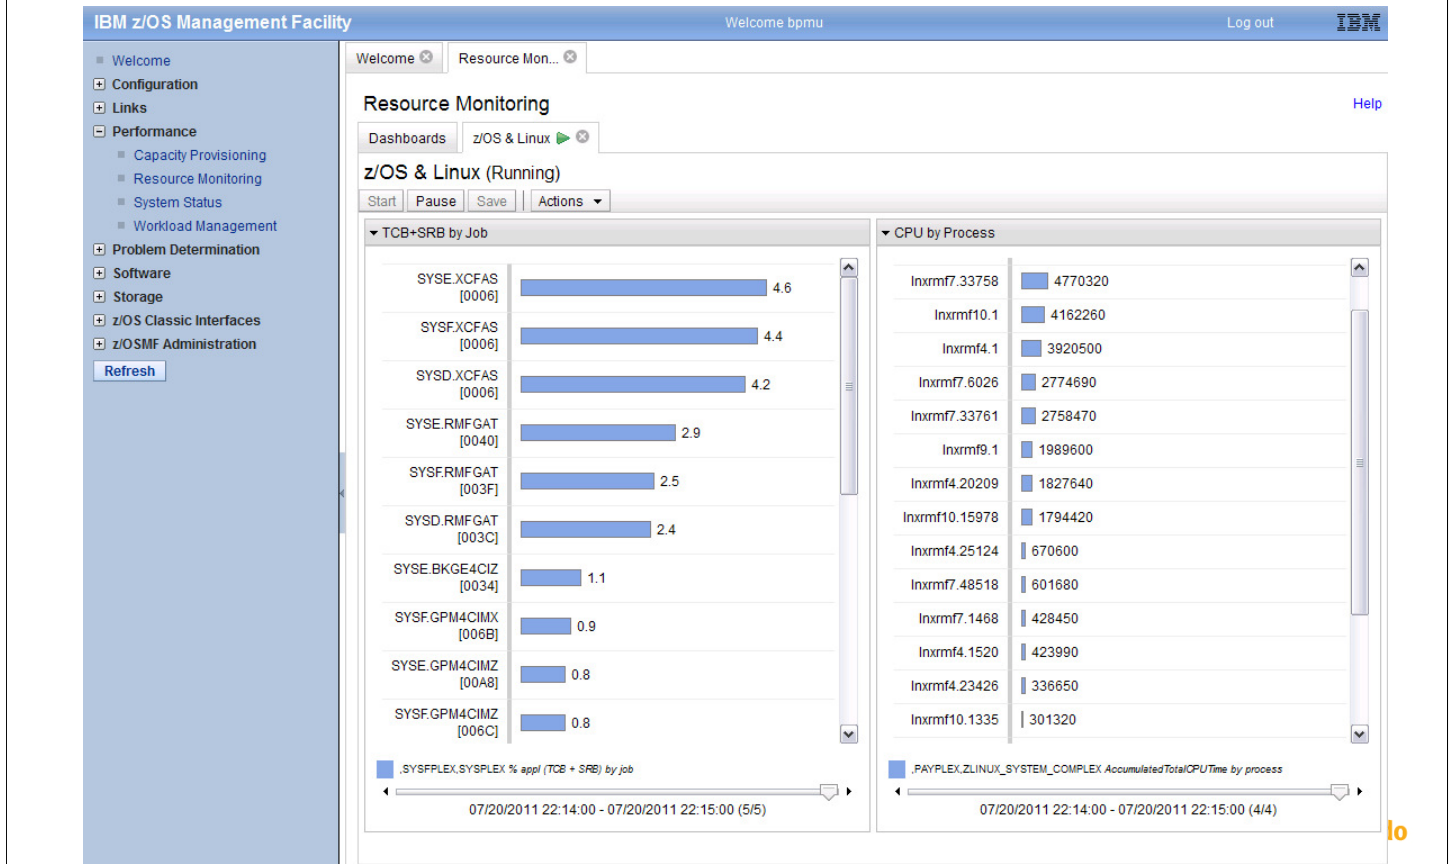 IBM z/OS Management Facility
Welcome bpmu
Log out
IBM
Welcome
Configuration
Links
Performance
Capacity Provisioning
Resource Monitoring
System Status
Workload Management
Problem Determination
Software
Storage
z/OS Classic Interfaces
z/OSMF Administration
Refresh
Welcome
Resource Mon...
Resource Monitoring
Help
Dashboards
z/OS & Linux
z/OS & Linux (Running)
Start Pause Save Actions
TCB+SRB by Job
SYSE.XCFAS
[0006]
4.6
SYSF.XCFAS
[0006]
4.4
SYSD.XCFAS
[0006]
4.2
SYSE.RMFGAT
[0040]
2.9
SYSF.RMFGAT
[003F]
2.5
SYSD.RMFGAT
[003C]
2.4
SYSE.BKGE4CIZ
[0034]
1.1
SYSF.GPM4CIMX
[006B]
0.9
SYSE.GPM4CIMZ
[00A8]
0.8
SYSF.GPM4CIMZ
[006C]
0.8
,SYSFPLEX,SYSPLEX % appl (TCB + SRB) by job
07/20/2011 22:14:00 - 07/20/2011 22:15:00 (5/5)
CPU by Process
lnxrmf7.33758 4770320
lnxrmf10.1 4162260
lnxrmf4.1 3920500
lnxrmf7.6026 2774690
lnxrmf7.33761 2758470
lnxrmf9.1 1989600
lnxrmf4.20209 1827640
lnxrmf10.15978 1794420
lnxrmf4.25124 670600
lnxrmf7.48518 601680
lnxrmf7.1468 428450
lnxrmf4.1520 423990
lnxrmf4.23426 336650
lnxrmf10.1335 301320
,PAYPLEX,ZLINUX_SYSTEM_COMPLEX AccumulatedTotalCPUTime by process
07/20/2011 22:14:00 - 07/20/2011 22:15:00 (4/4)